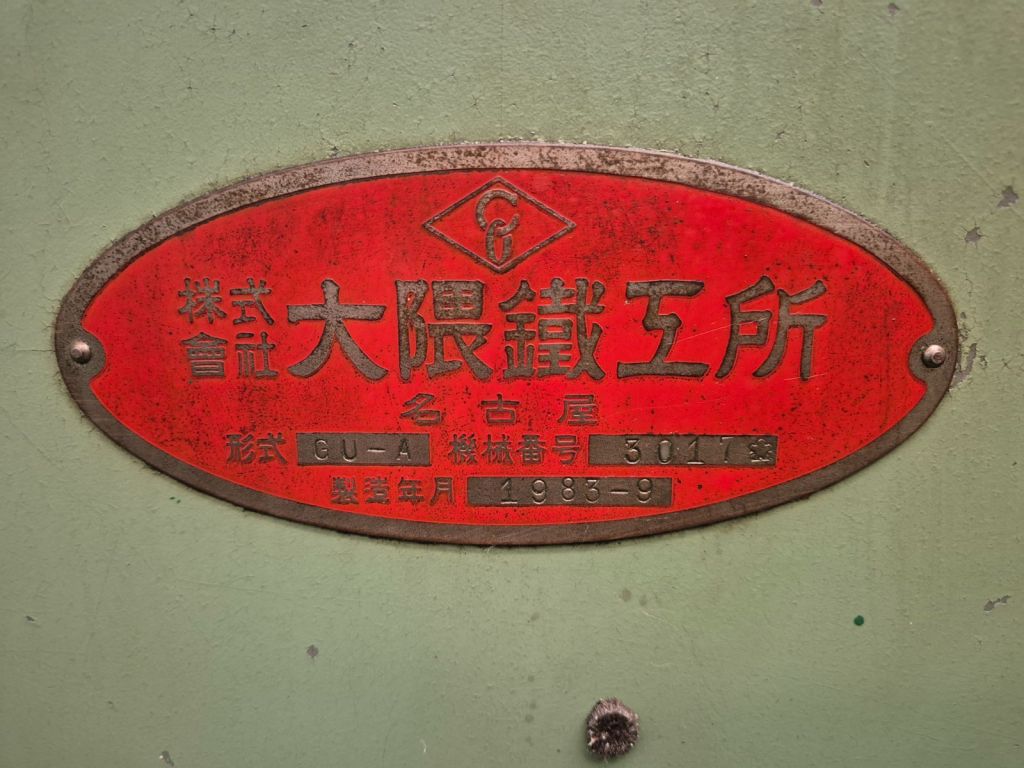 株式
會社 大隈鐵工所
名古屋
形式 GU-A 機械番号 3017
製造年月 1983-9